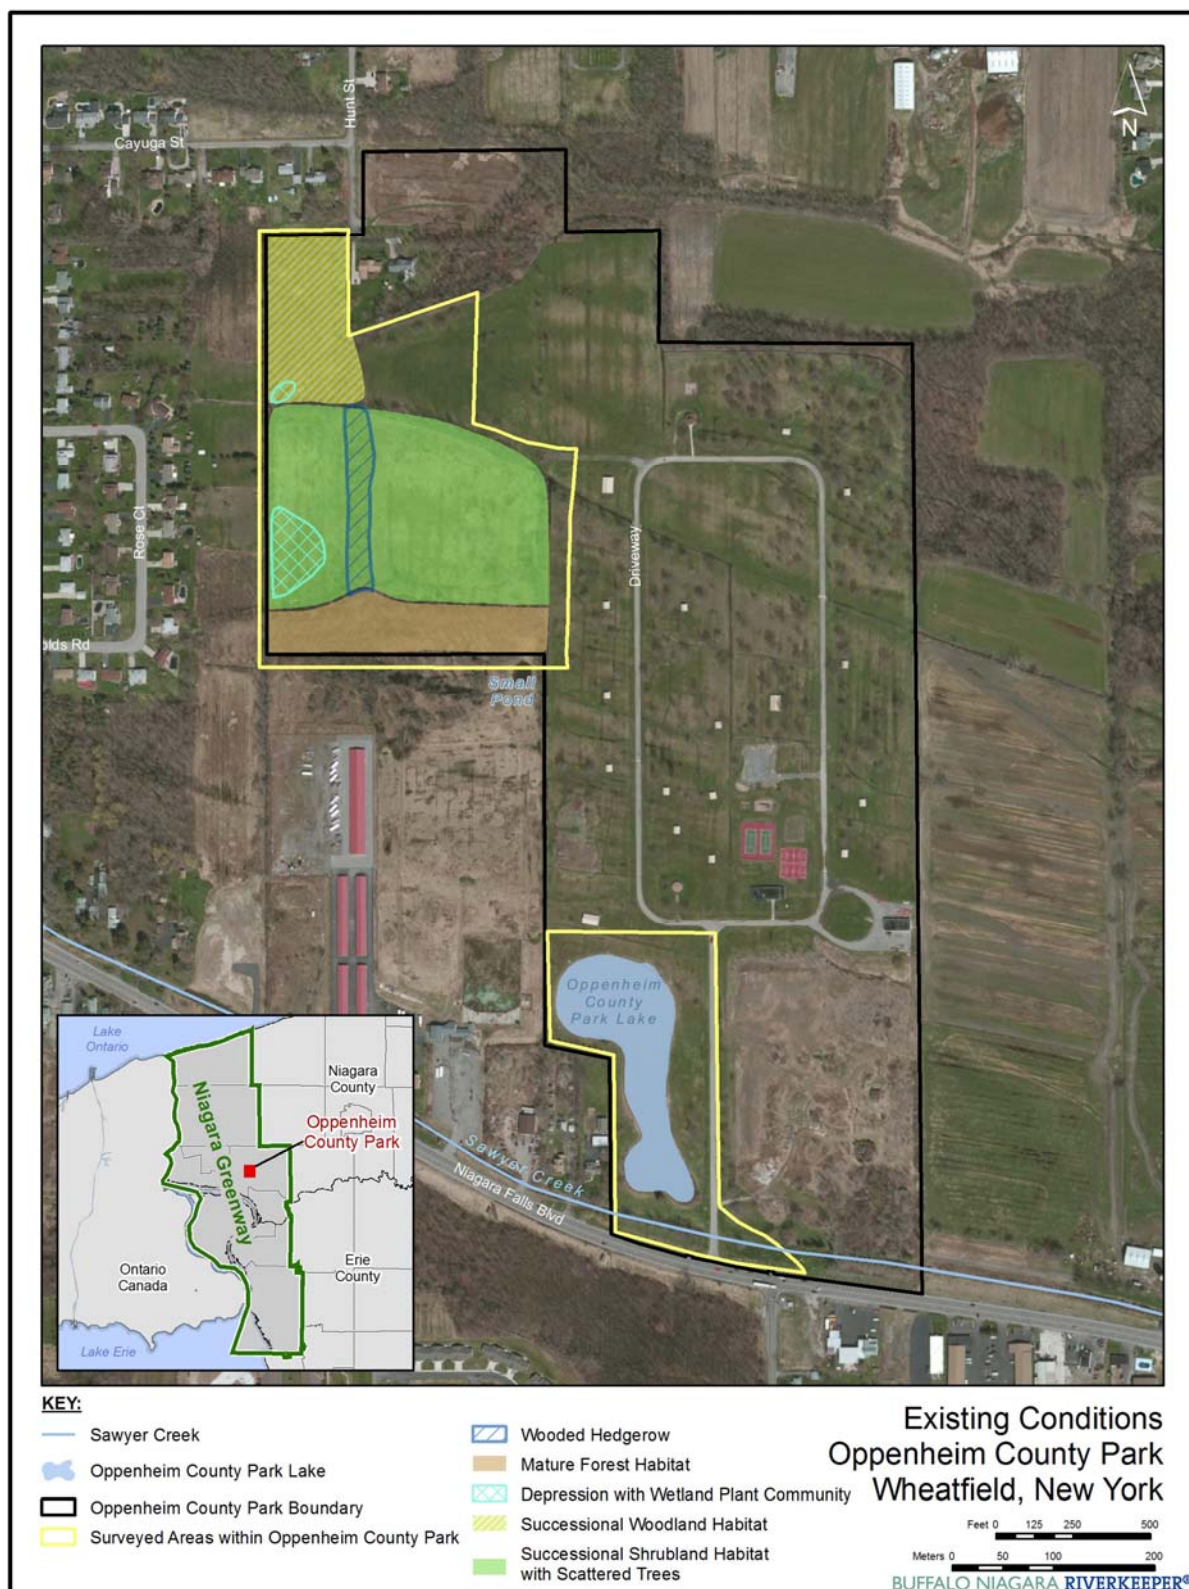 Cayuga St
Hunt St
N
Rose Ct
olds Rd
Driveway
Small
Pond
Oppenheim
County
Park Lake
Sawyer Creek
Niagara Falls Blvd
Lake
Ontario
Niagara
County
Oppenheim
County Park
Niagara Greenway
Ontario
Canada
Erie
County
Lake Erie
KEY:
Sawyer Creek
Oppenheim County Park Lake
Oppenheim County Park Boundary
Surveyed Areas within Oppenheim County Park
Wooded Hedgerow
Mature Forest Habitat
Depression with Wetland Plant Community
Successional Woodland Habitat
Successional Shrubland Habitat
with Scattered Trees
Existing Conditions
Oppenheim County Park
Wheatfield, New York
Feet 0 125 250 500
Meters 0 50 100 200
BUFFALO NIAGARA RIVERKEEPER®